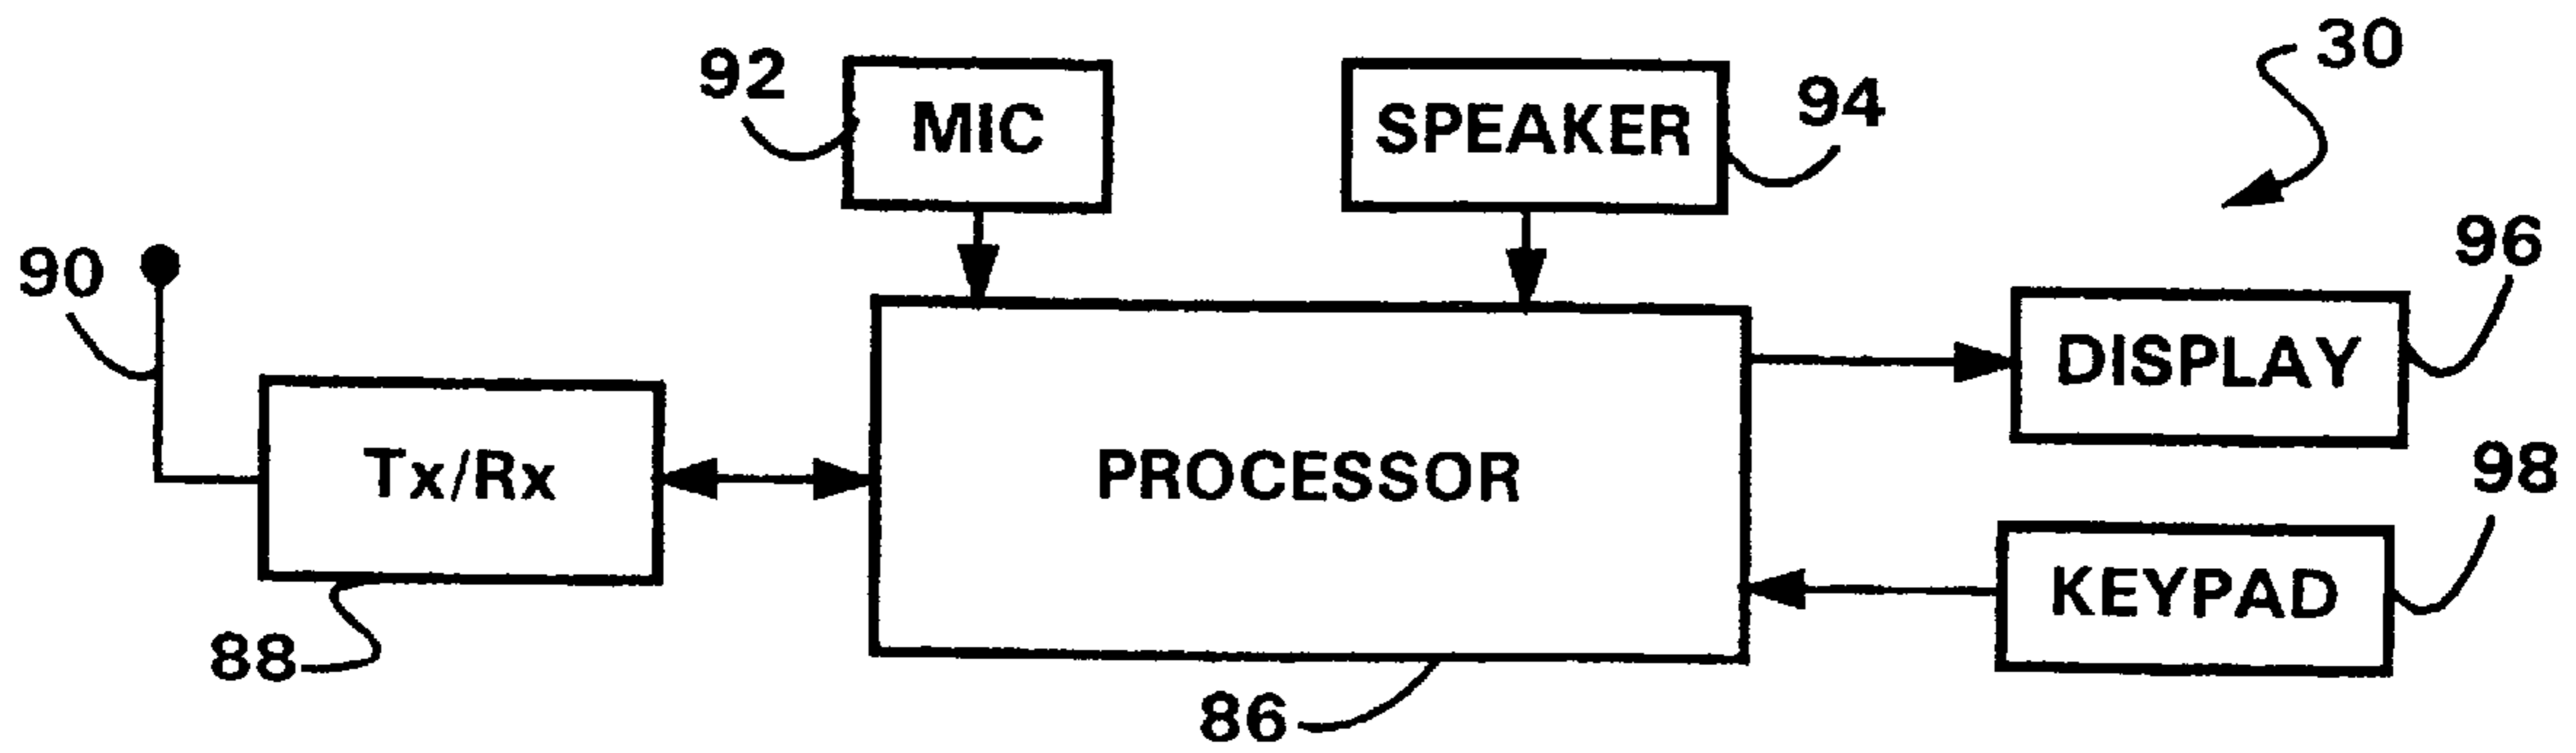 30
92
MIC
SPEAKER
94
90
96
DISPLAY
Tx/Rx
PROCESSOR
98
KEYPAD
88
86